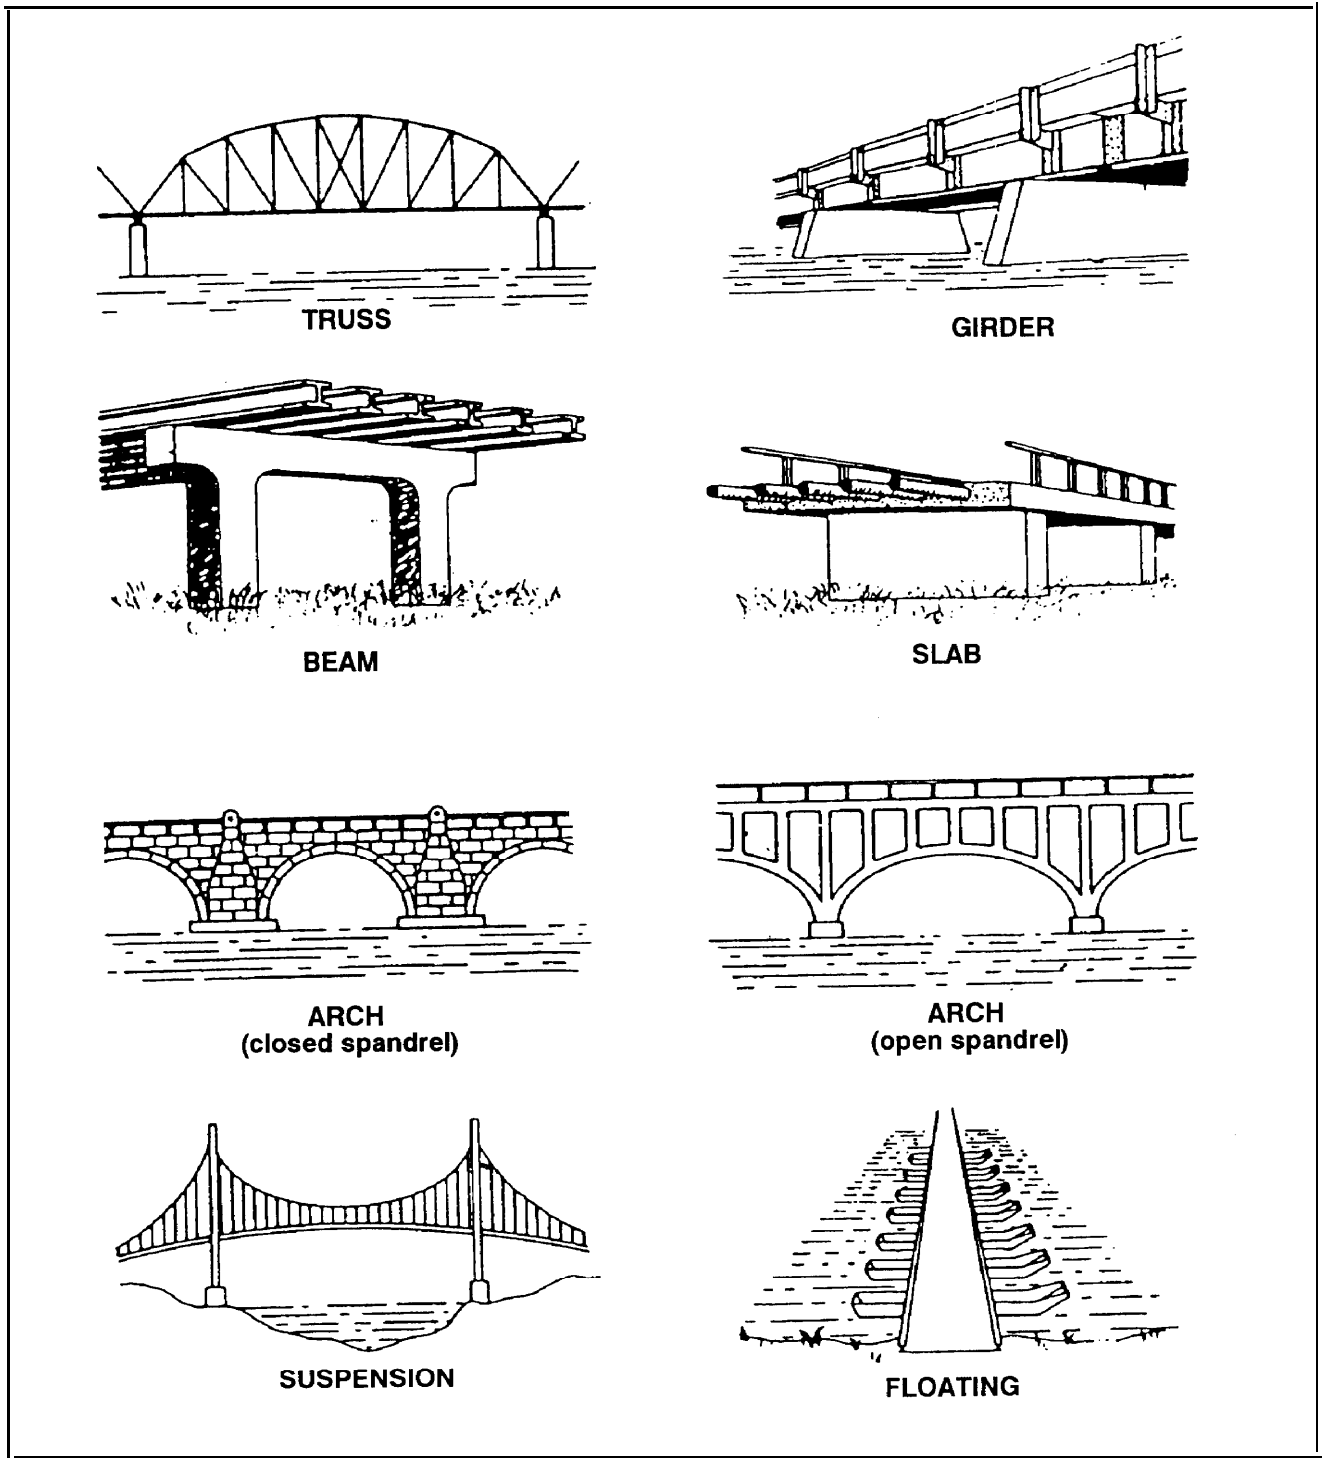 TRUSS
GIRDER
BEAM
SLAB
ARCH
(closed spandrel)
ARCH
(open spandrel)
SUSPENSION
FLOATING